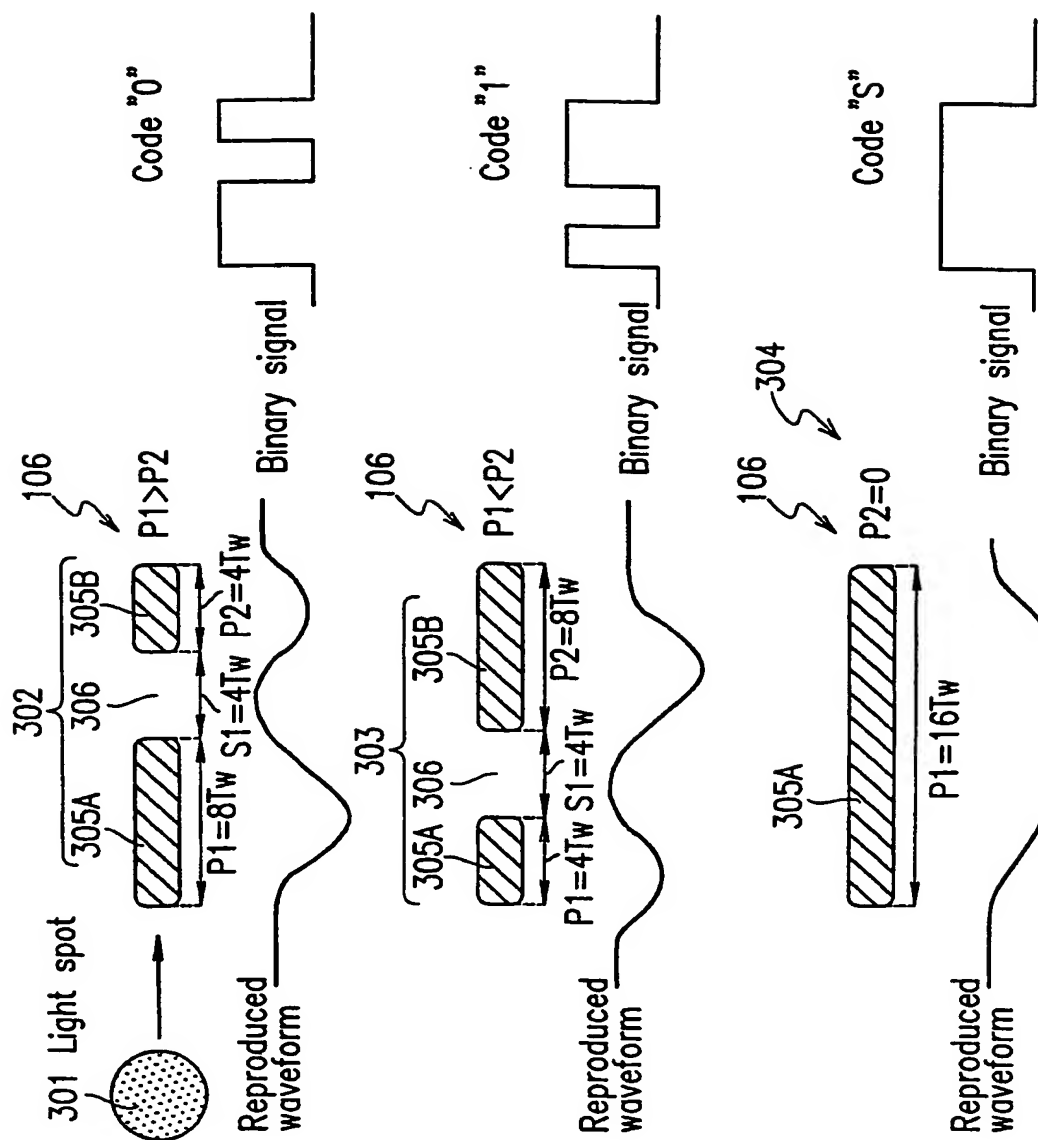 301 Light spot
302
305A
306
305B
106
P1>P2
P1=8Tw
S1=4Tw
P2=4Tw
Reproduced
waveform
Binary signal
Code "0"
303
305A
306
305B
106
P1<P2
P1=4Tw
S1=4Tw
P2=8Tw
Reproduced
waveform
Binary signal
Code "1"
305A
106
304
P2=0
P1=16Tw
Reproduced
waveform
Binary signal
Code "S"